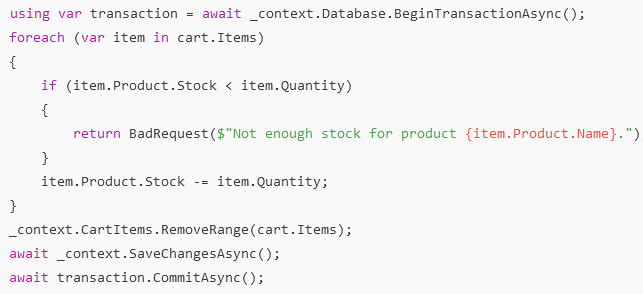 using var transaction = await _context.Database.BeginTransactionAsync();
foreach (var item in cart.Items)
{
    if (item.Product.Stock < item.Quantity)
    {
        return BadRequest($"Not enough stock for product {item.Product.Name}.")
    }
    item.Product.Stock -= item.Quantity;
}
_context.CartItems.RemoveRange(cart.Items);
await _context.SaveChangesAsync();
await transaction.CommitAsync();